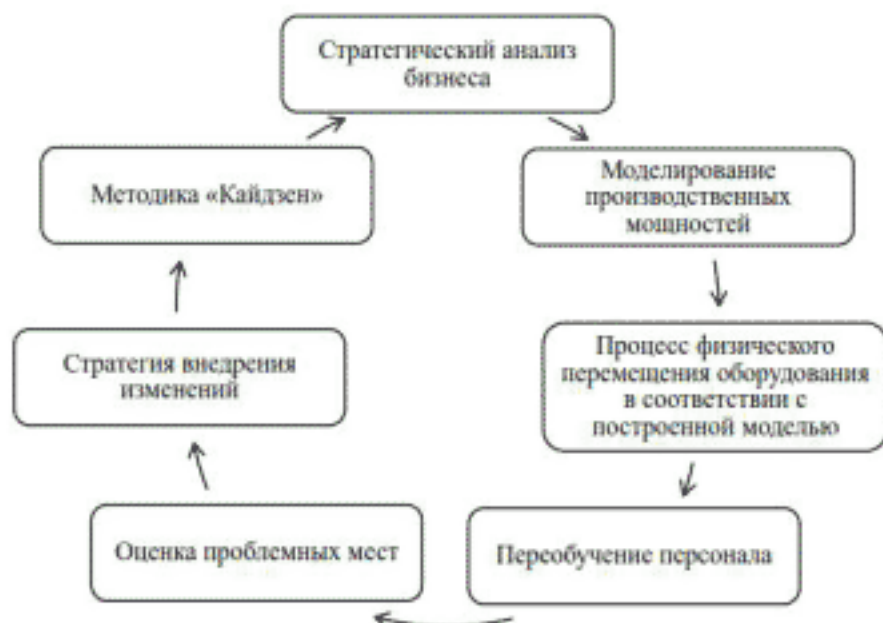 Стратегический анализ
бизнеса
Моделирование
производственных
мощностей
Процесс физического
перемещения оборудования
в соответствии с
построенной моделью
Переобучение персонала
Оценка проблемных мест
Стратегия внедрения
изменений
Методика «Кайдзен»